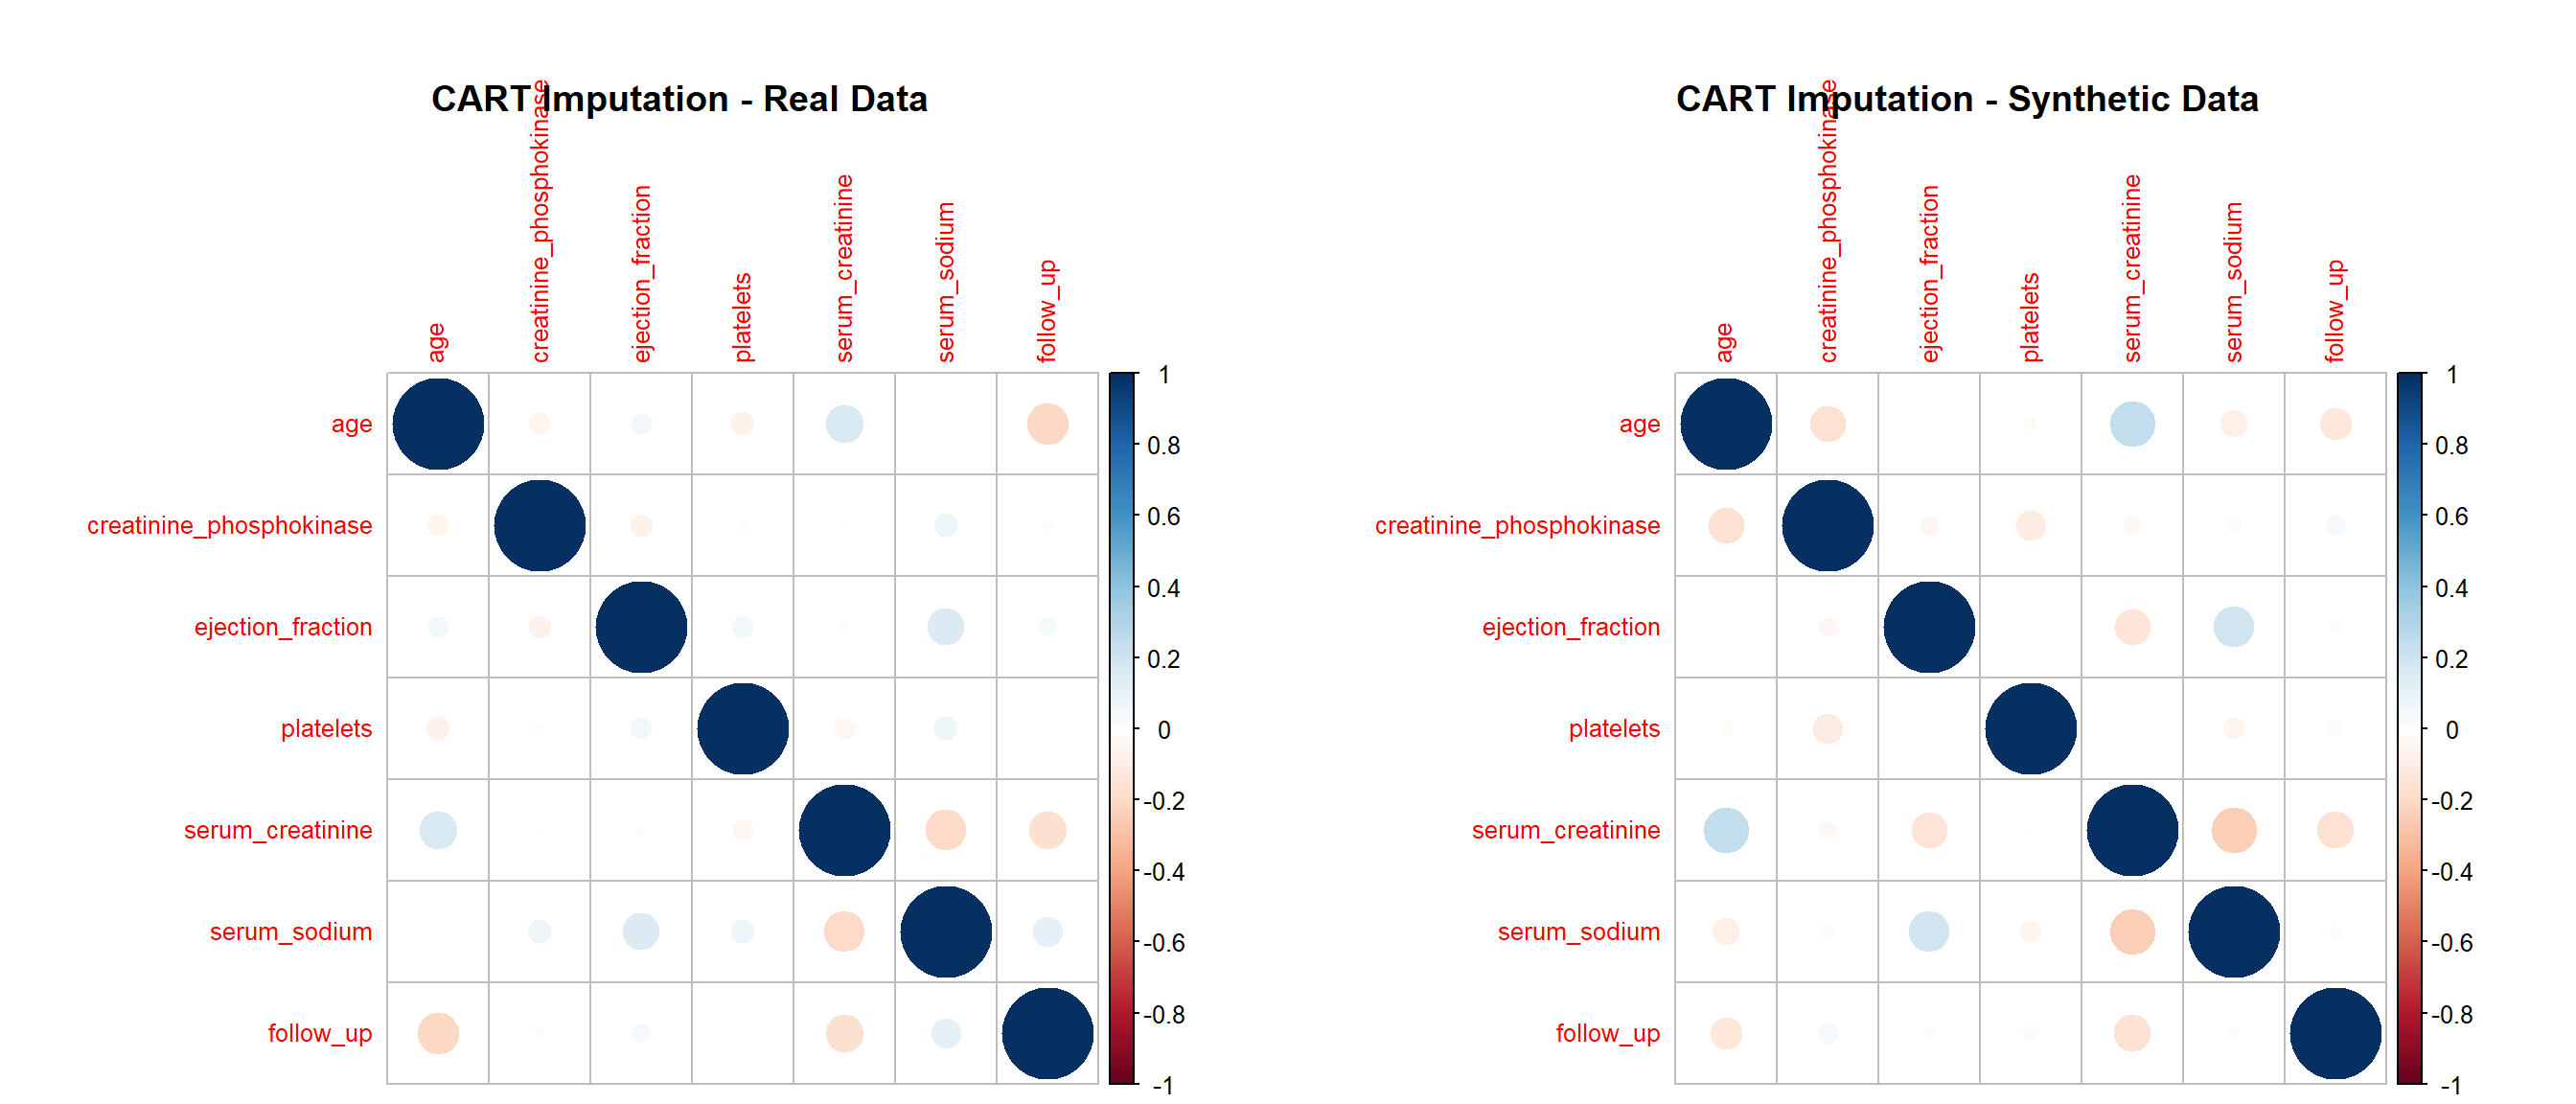 CART Imputation - Real Data
age
creatinine_phosphokinase
ejection_fraction
platelets
serum_creatinine
serum_sodium
follow_up
age
creatinine_phosphokinase
ejection_fraction
platelets
serum_creatinine
serum_sodium
follow_up
1
0.8
0.6
0.4
0.2
0
-0.2
-0.4
-0.6
-0.8
-1
CART Imputation - Synthetic Data
age
creatinine_phosphokinase
ejection_fraction
platelets
serum_creatinine
serum_sodium
follow_up
age
creatinine_phosphokinase
ejection_fraction
platelets
serum_creatinine
serum_sodium
follow_up
1
0.8
0.6
0.4
0.2
0
-0.2
-0.4
-0.6
-0.8
-1